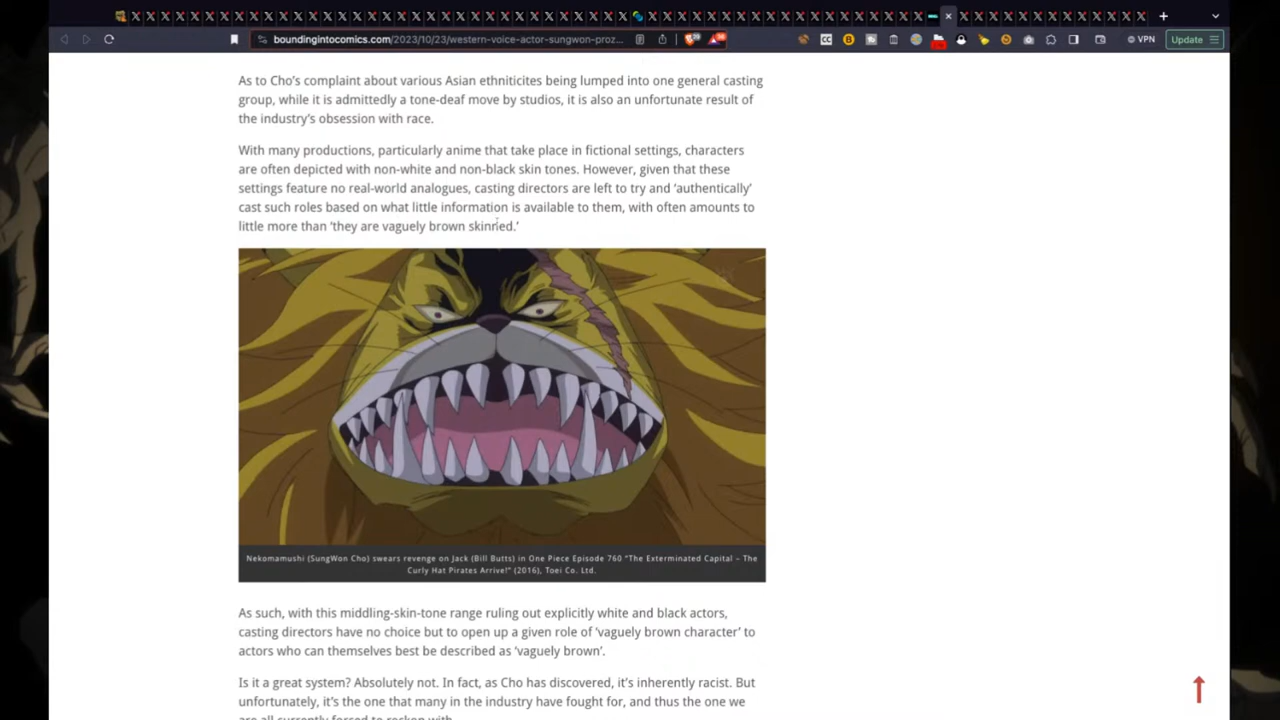 boundingintocomics.com/2023/10/23/western-voice-actor-sungwon-proz...
VPN
Update
As to Cho's complaint about various Asian ethniticites being lumped into one general casting
group, while it is admittedly a tone-deaf move by studios, it is also an unfortunate result of
the industry's obsession with race.
With many productions, particularly anime that take place in fictional settings, characters
are often depicted with non-white and non-black skin tones. However, given that these
settings feature no real-world analogues, casting directors are left to try and ‘authentically’
cast such roles based on what little information is available to them, with often amounts to
little more than ‘they are vaguely brown skinned.’
Nekomamushi (SungWon Cho) swears revenge on Jack (Bill Butts) in One Piece Episode 760 “The Exterminated Capital – The
Curly Hat Pirates Arrive!” (2016), Toei Co. Ltd.
As such, with this middling-skin-tone range ruling out explicitly white and black actors,
casting directors have no choice but to open up a given role of ‘vaguely brown character’ to
actors who can themselves best be described as ‘vaguely brown’.
Is it a great system? Absolutely not. In fact, as Cho has discovered, it's inherently racist. But
unfortunately, it's the one that many in the industry have fought for, and thus the one we
are all currently forced to reckon with.